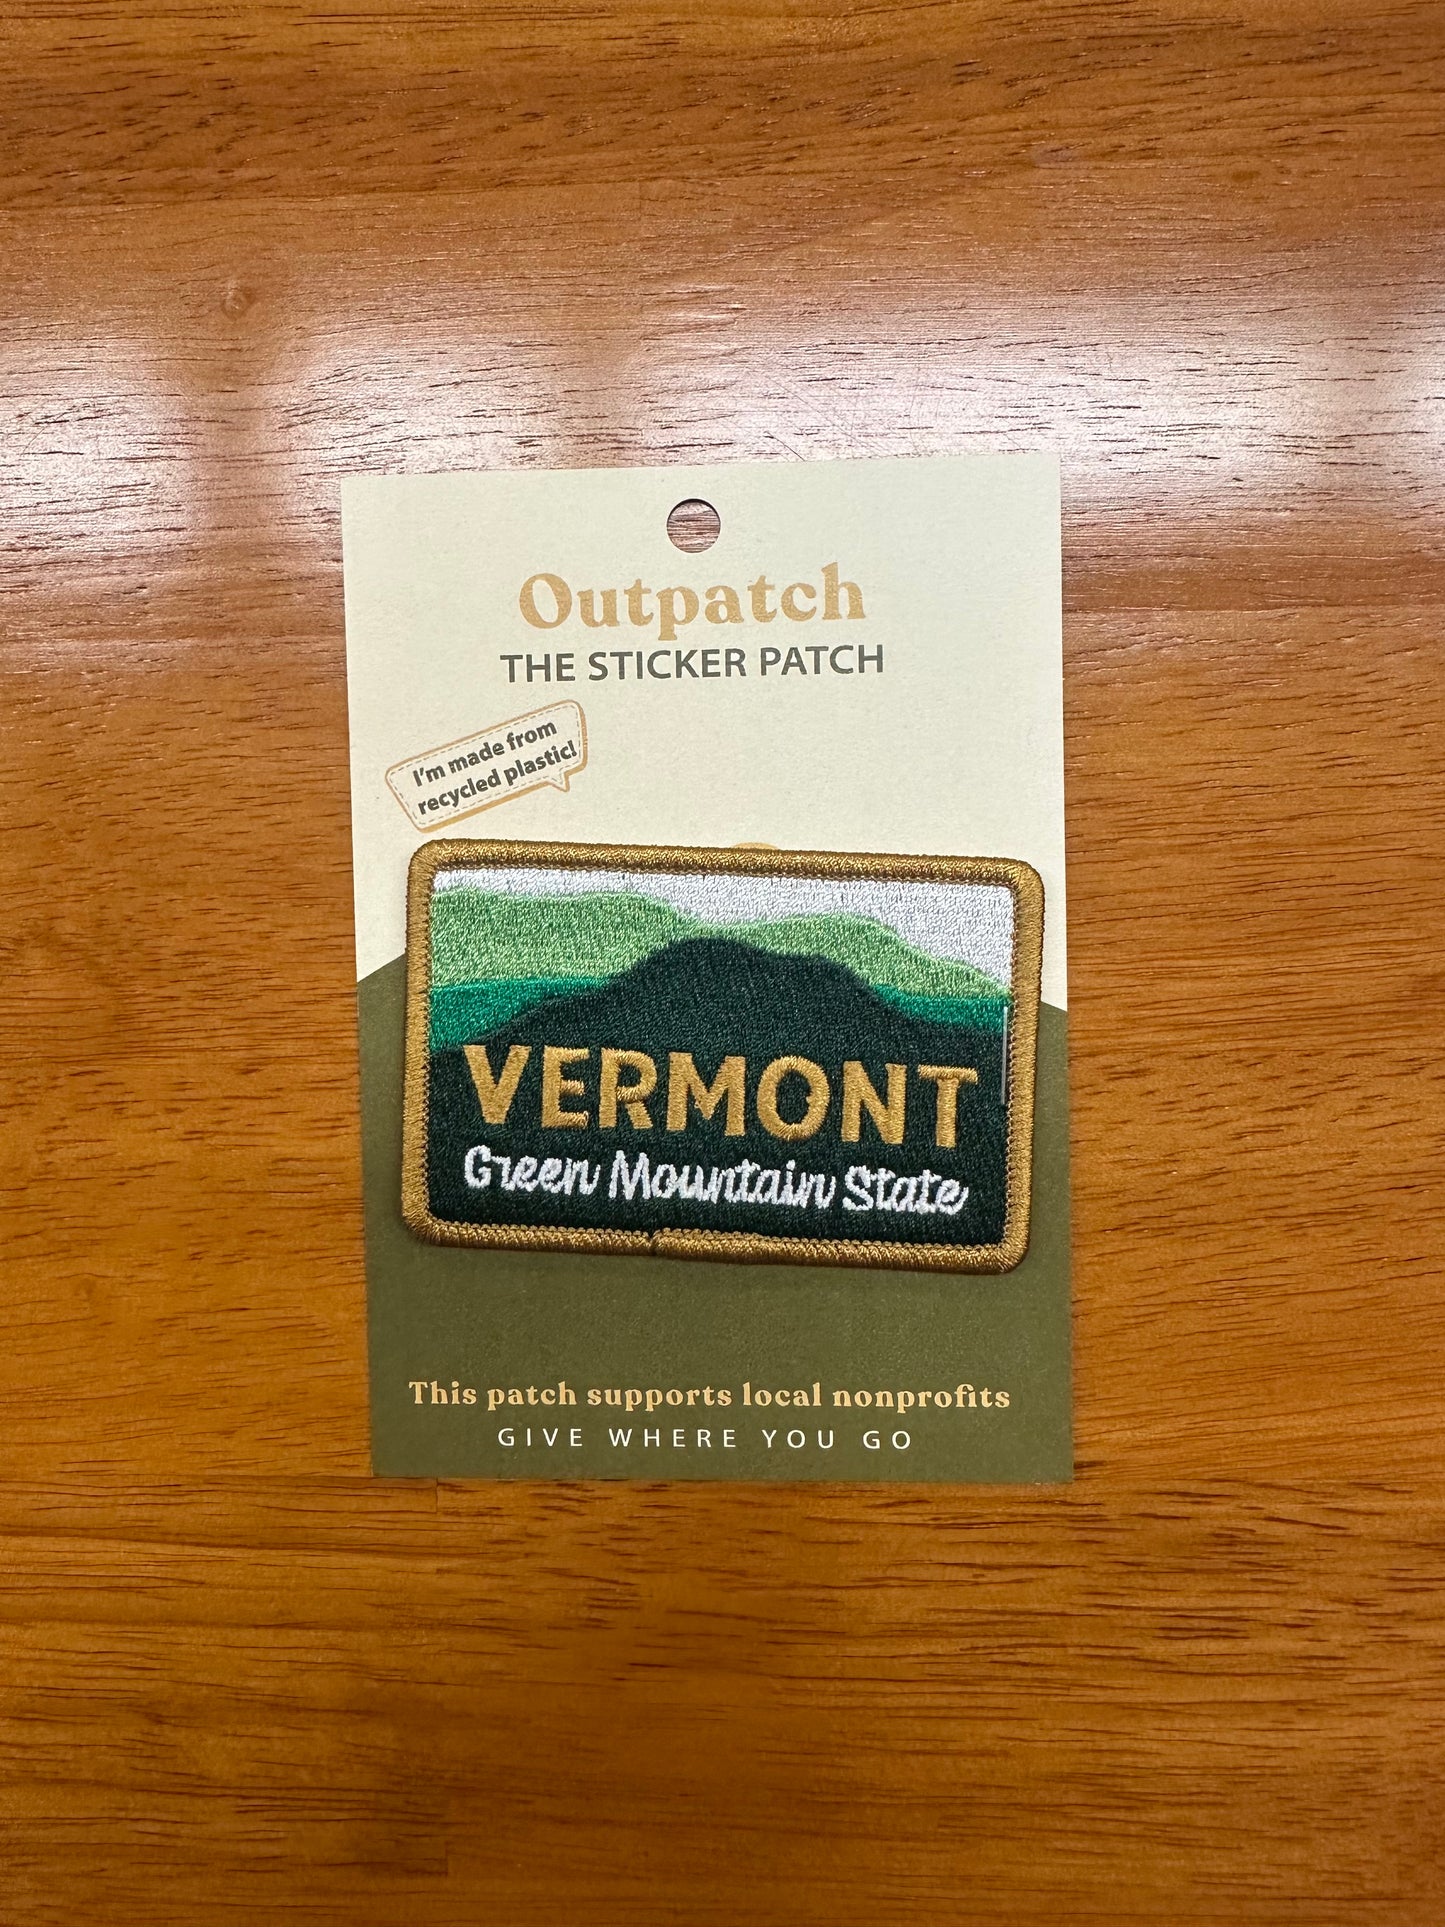 Outpatch
THE STICKER PATCH
I'm made from
recycled plastic!
VERMONT
Green Mountain State
This patch supports local nonprofits
GIVE WHERE YOU GO